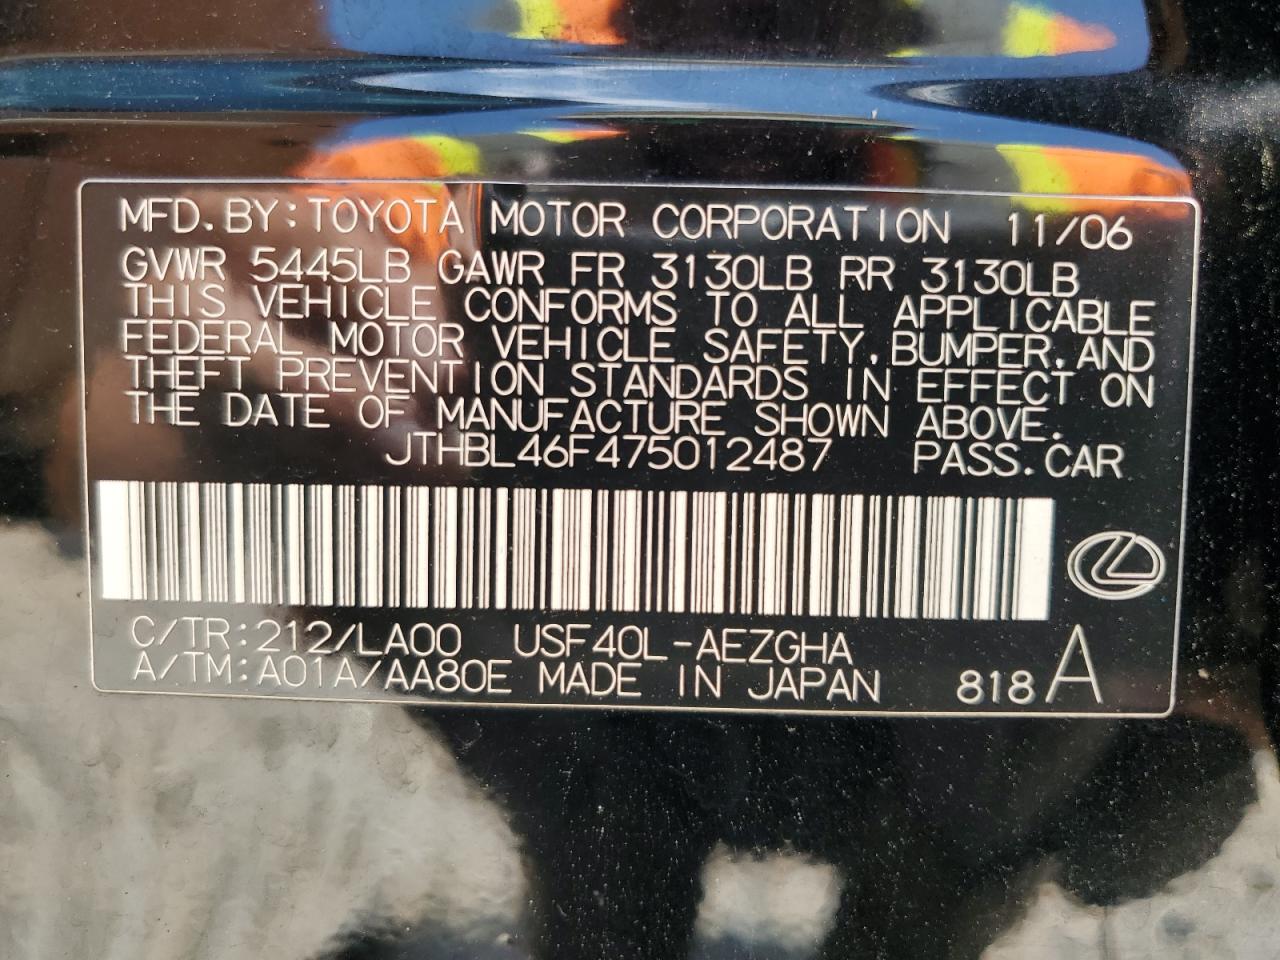 MFD.BY:TOYOTA MOTOR CORPORATION 11/06
GVWR 5445LB GAWR FR 3130LB RR 3130LB
THIS VEHICLE CONFORMS TO ALL APPLICABLE
FEDERAL MOTOR VEHICLE SAFETY,BUMPER,AND
THEFT PREVENTION STANDARDS IN EFFECT ON
THE DATE OF MANUFACTURE SHOWN ABOVE.
JTHBL46F475012487 PASS.CAR
C/TR:212/LA00 USF40L-AEZGHA
A/TM:A01A/AA80E MADE IN JAPAN 818 A